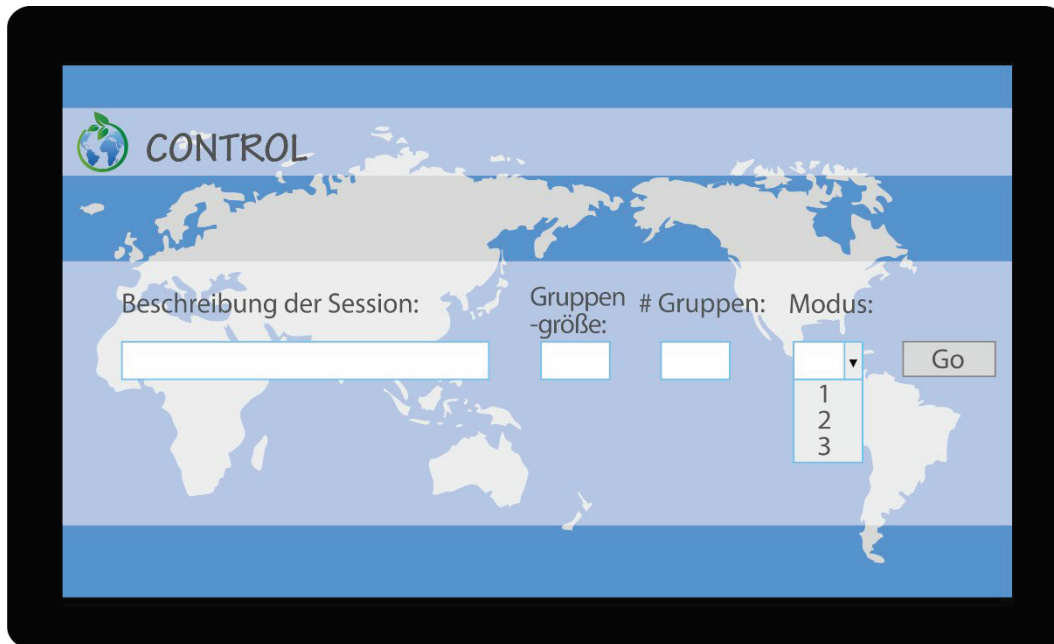 CONTROL
Beschreibung der Session:
Gruppen
-größe:
# Gruppen:
Modus:
Go
1
2
3